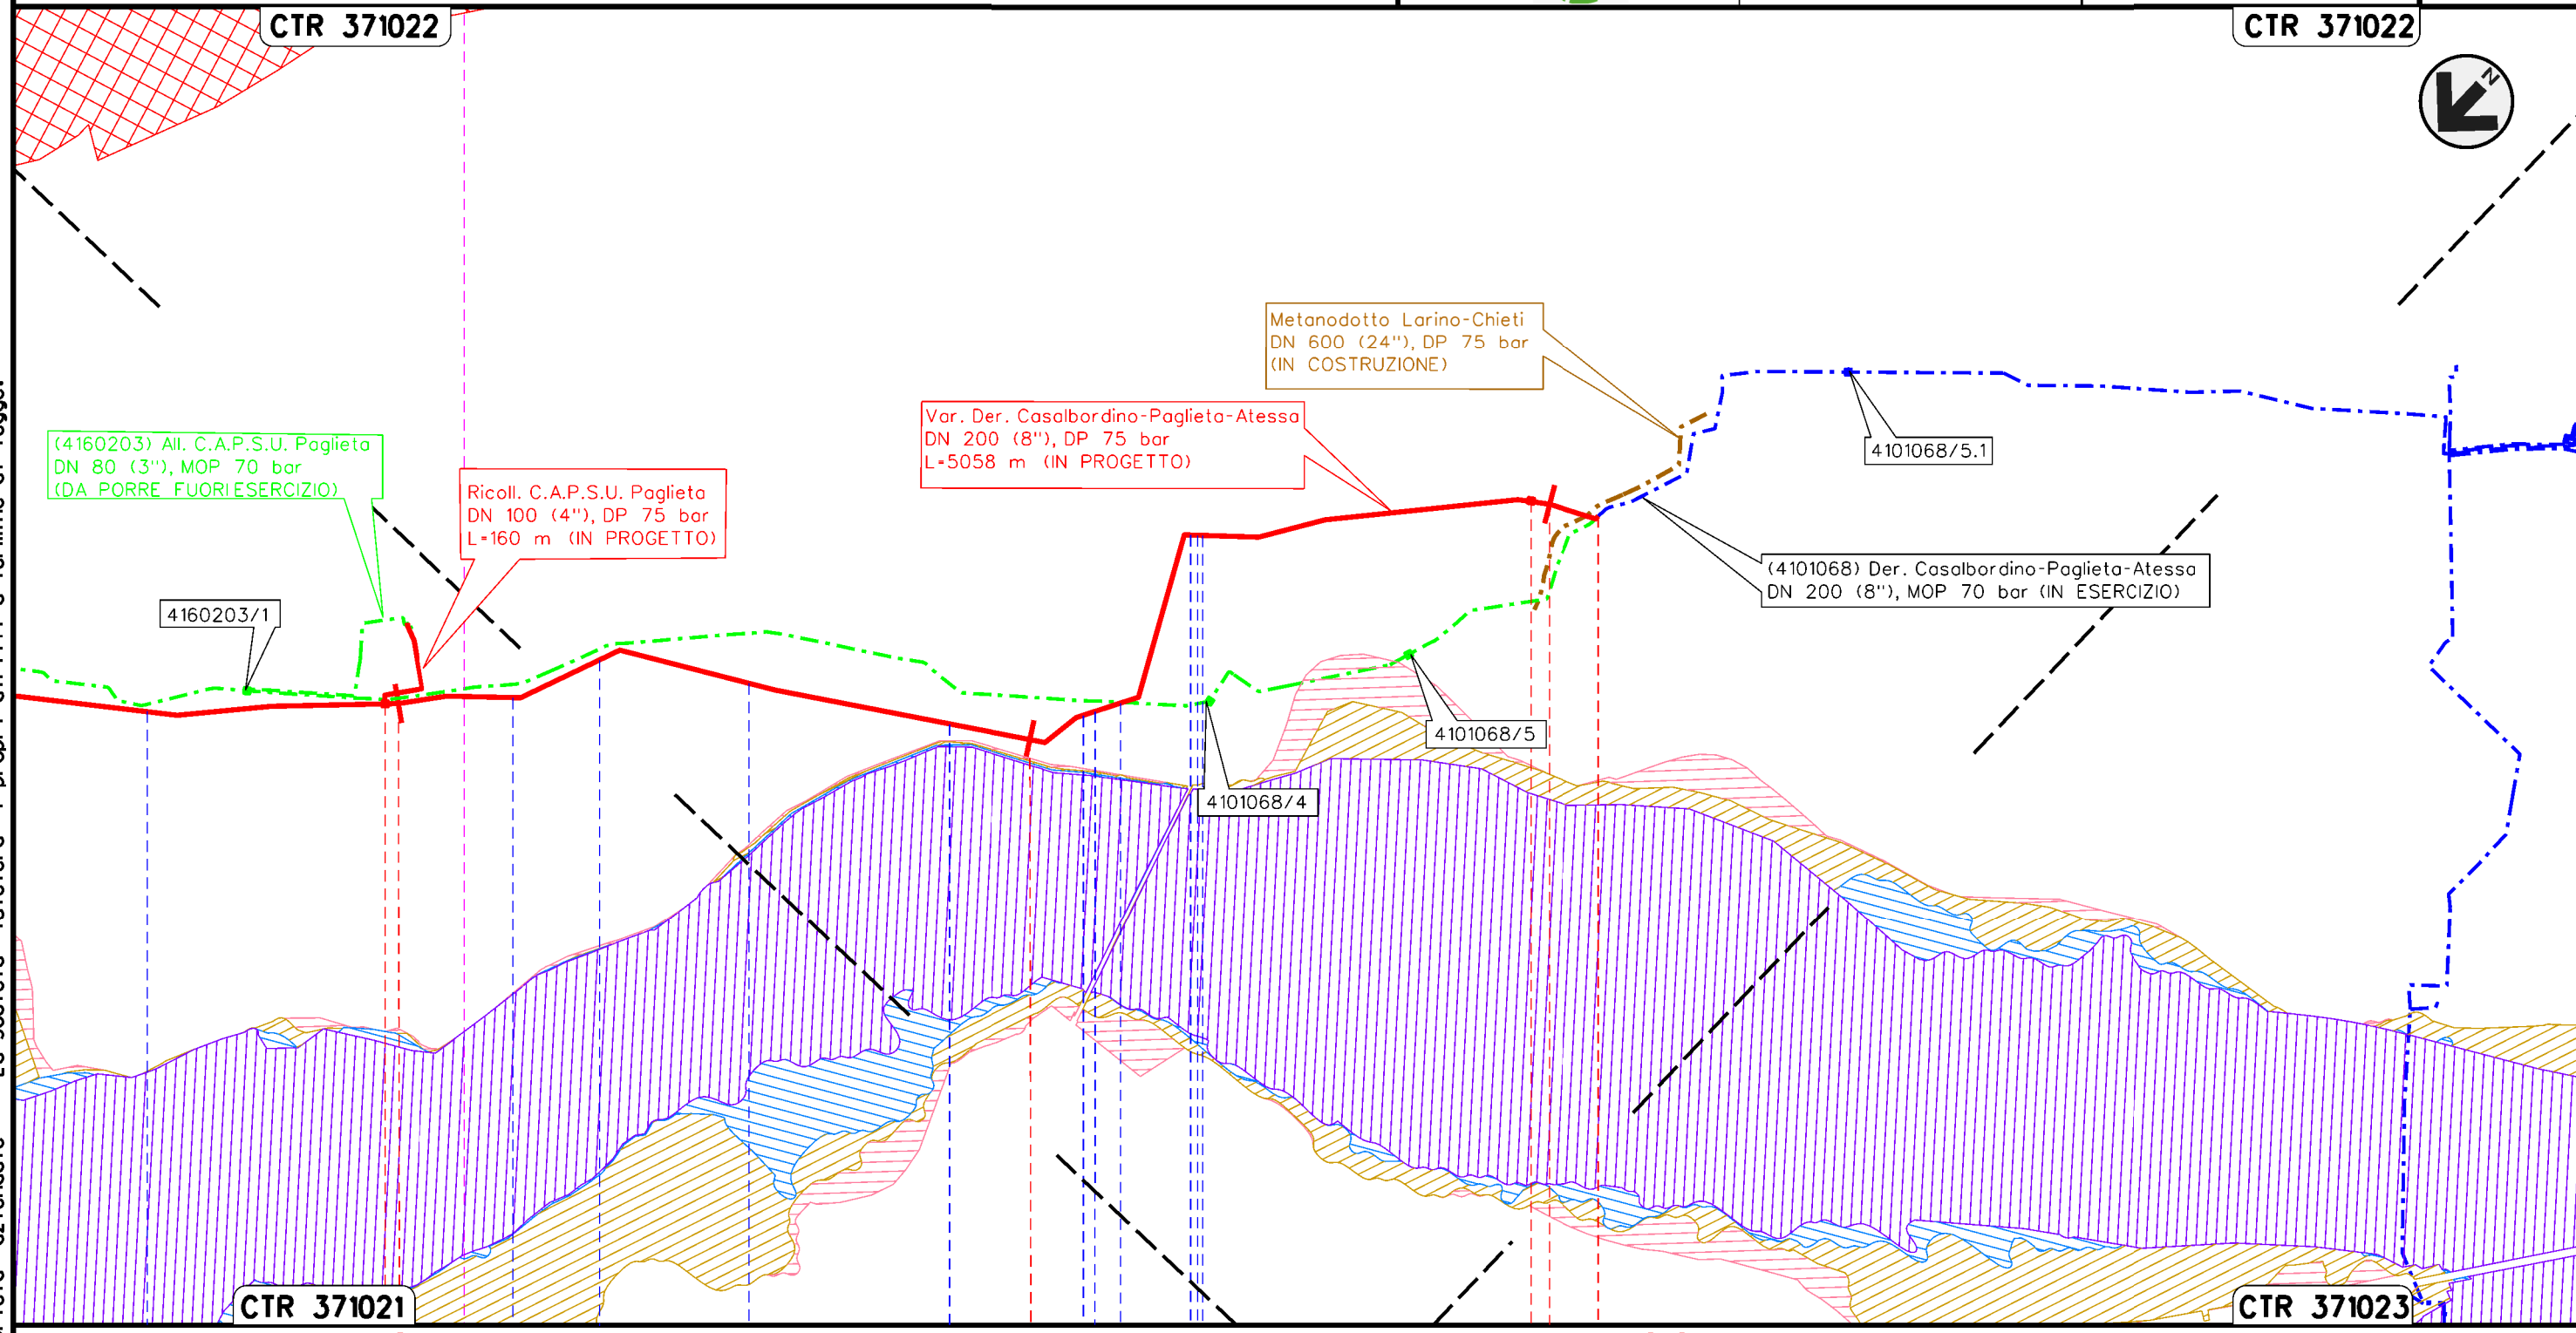 CTR 371022
CTR 371022
N
Metanodotto Larino-Chieti
DN 600 (24"), DP 75 bar
(IN COSTRUZIONE)
Var. Der. Casalbordino-Paglieta-Atessa
DN 200 (8"), DP 75 bar
L=5058 m (IN PROGETTO)
(4160203) All. C.A.P.S.U. Paglieta
DN 80 (3"), MOP 70 bar
(DA PORRE FUORI ESERCIZIO)
Ricoll. C.A.P.S.U. Paglieta
DN 100 (4"), DP 75 bar
L=160 m (IN PROGETTO)
4101068/5.1
(4101068) Der. Casalbordino-Paglieta-Atessa
DN 200 (8"), MOP 70 bar (IN ESERCIZIO)
4160203/1
4101068/5
4101068/4
CTR 371021
CTR 371023